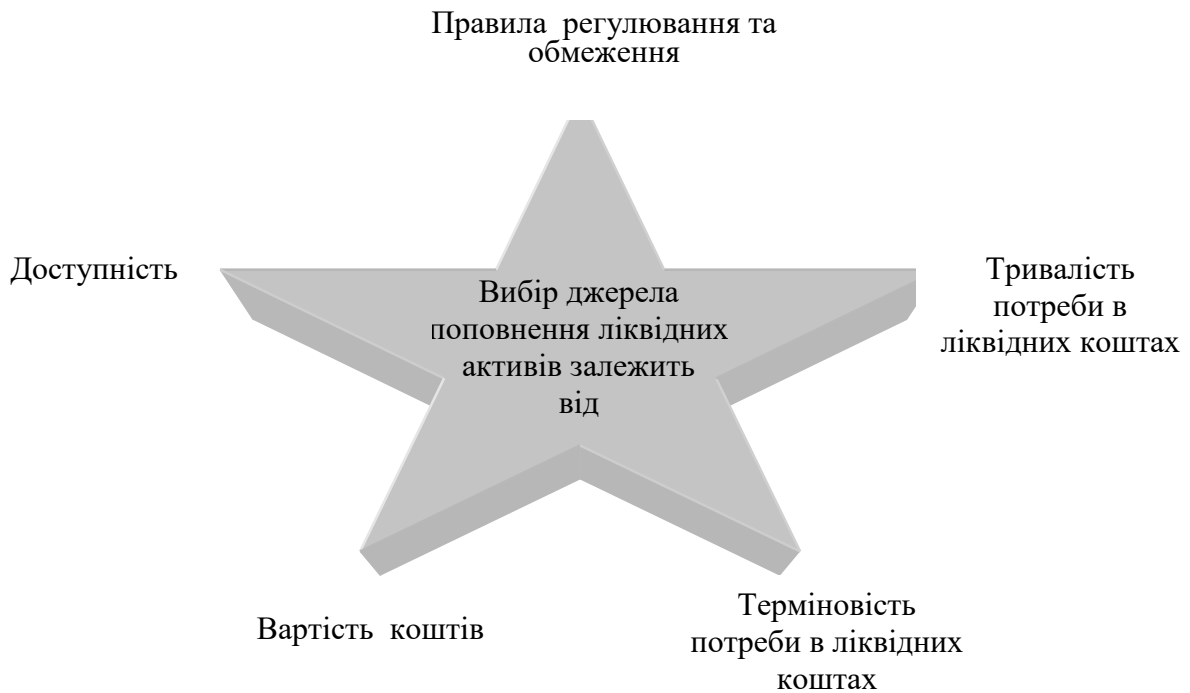 Правила регулювання та
обмеження
Доступність
Вибір джерела
поповнення ліквідних
активів залежить
від
Тривалість
потреби в
ліквідних коштах
Вартість коштів
Терміновість
потреби в ліквідних
коштах